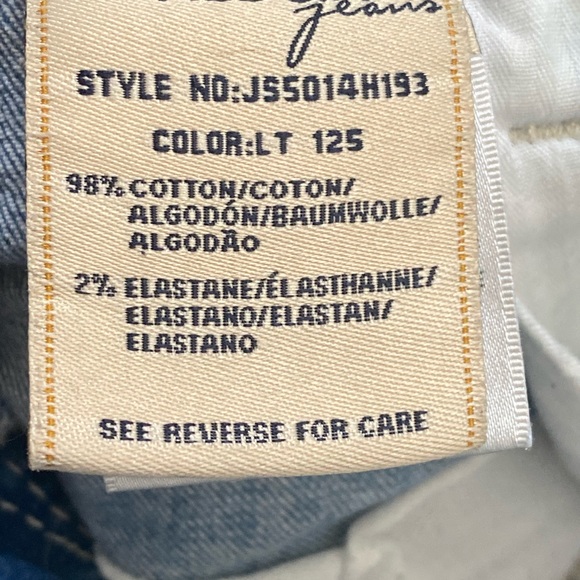 jeans
STYLE NO:JS5014H193
COLOR:LT 125
98% COTTON/COTON/
ALGODÓN/BAUMWOLLE/
ALGODÃO
2% ELASTANE/ÉLASTHANNE/
ELASTANO/ELASTAN/
ELASTANO
SEE REVERSE FOR CARE